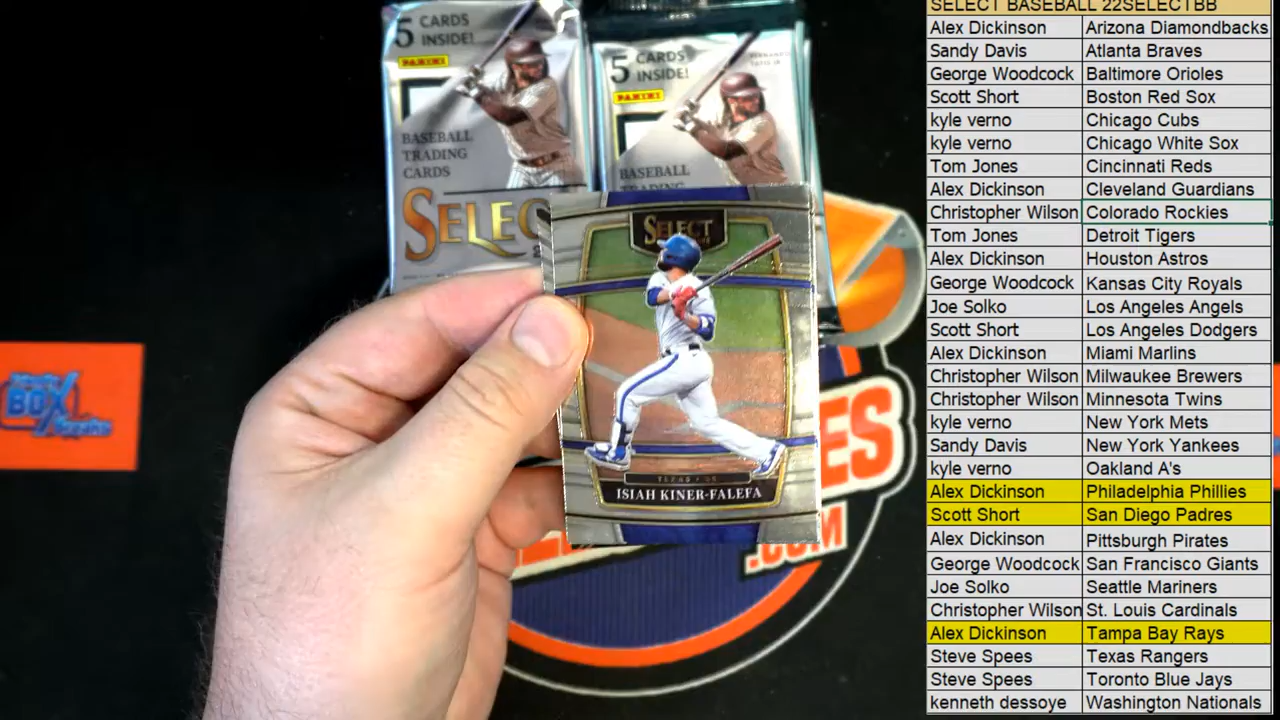 5 CARDS
INSIDE!
PANINI
BASEBALL
TRADING
CARDS
SELEC
5 CARDS
INSIDE!
PANINI
BASEBALL
SELECT
TEXAS
ISIAH KINER-FALEFA
BOX
ES
.COM
SELECT BASEBALL 22SELECTBB
Alex Dickinson Arizona Diamondbacks
Sandy Davis Atlanta Braves
George Woodcock Baltimore Orioles
Scott Short Boston Red Sox
kyle verno Chicago Cubs
kyle verno Chicago White Sox
Tom Jones Cincinnati Reds
Alex Dickinson Cleveland Guardians
Christopher Wilson Colorado Rockies
Tom Jones Detroit Tigers
Alex Dickinson Houston Astros
George Woodcock Kansas City Royals
Joe Solko Los Angeles Angels
Scott Short Los Angeles Dodgers
Alex Dickinson Miami Marlins
Christopher Wilson Milwaukee Brewers
Christopher Wilson Minnesota Twins
kyle verno New York Mets
Sandy Davis New York Yankees
kyle verno Oakland A's
Alex Dickinson Philadelphia Phillies
Scott Short San Diego Padres
Alex Dickinson Pittsburgh Pirates
George Woodcock San Francisco Giants
Joe Solko Seattle Mariners
Christopher Wilson St. Louis Cardinals
Alex Dickinson Tampa Bay Rays
Steve Spees Texas Rangers
Steve Spees Toronto Blue Jays
kenneth dessoye Washington Nationals